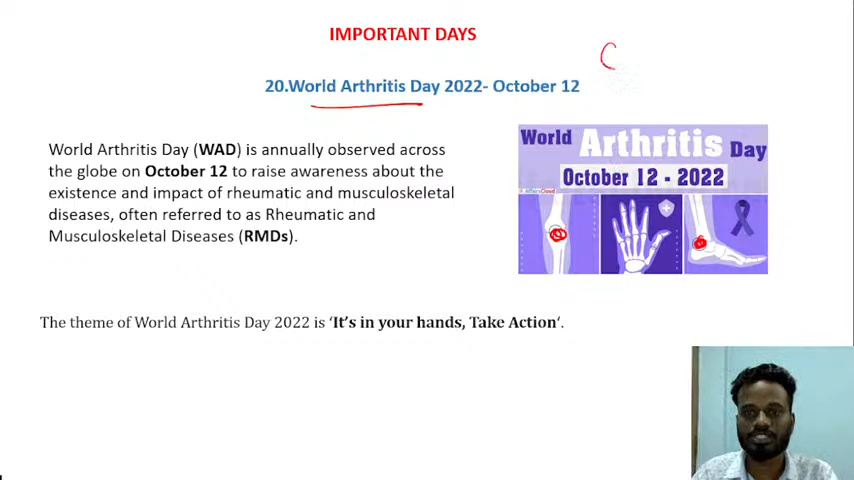 IMPORTANT DAYS
20.World Arthritis Day 2022- October 12
World Arthritis Day (WAD) is annually observed across
the globe on October 12 to raise awareness about the
existence and impact of rheumatic and musculoskeletal
diseases, often referred to as Rheumatic and
Musculoskeletal Diseases (RMDs).
World Arthritis Day
October 12 - 2022
AffairsCloud
The theme of World Arthritis Day 2022 is ‘It’s in your hands, Take Action‘.